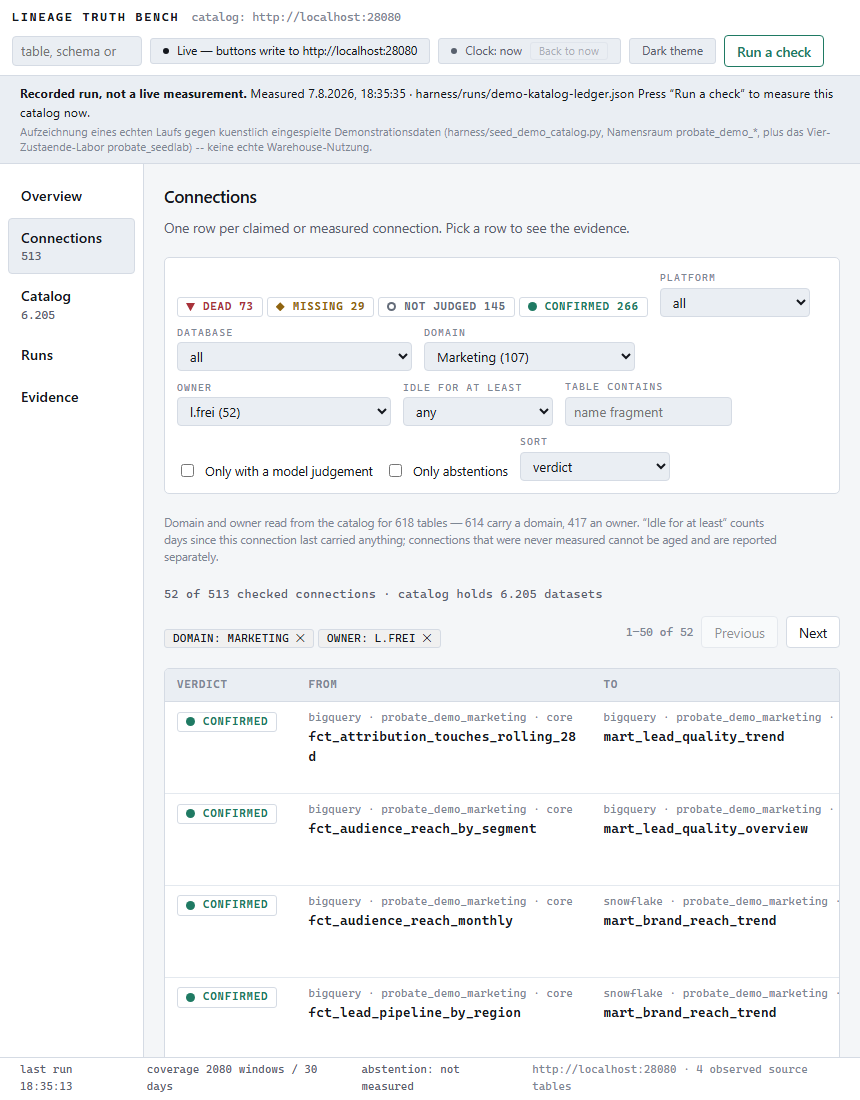 LINEAGE TRUTH BENCH catalog: http://localhost:28080
table, schema or
Live — buttons write to http://localhost:28080
Clock: now
Back to now
Dark theme
Run a check
Recorded run, not a live measurement. Measured 7.8.2026, 18:35:35 · harness/runs/demo-katalog-ledger.json Press “Run a check” to measure this
catalog now.
Aufzeichnung eines echten Laufs gegen kuenstlich eingespielte Demonstrationsdaten (harness/seed_demo_catalog.py, Namensraum probate_demo_*, plus das Vier-
Zustaende-Labor probate_seedlab) -- keine echte Warehouse-Nutzung.
Overview
Connections
513
Catalog
6.205
Runs
Evidence
Connections
One row per claimed or measured connection. Pick a row to see the evidence.
DEAD 73
MISSING 29
NOT JUDGED 145
CONFIRMED 266
PLATFORM
all
DATABASE
all
DOMAIN
Marketing (107)
OWNER
l.frei (52)
IDLE FOR AT LEAST
any
TABLE CONTAINS
name fragment
Only with a model judgement
Only abstentions
SORT
verdict
Domain and owner read from the catalog for 618 tables — 614 carry a domain, 417 an owner. “Idle for at least” counts
days since this connection last carried anything; connections that were never measured cannot be aged and are reported
separately.
52 of 513 checked connections · catalog holds 6.205 datasets
DOMAIN: MARKETING ×
OWNER: L.FREI ×
1–50 of 52
Previous
Next
VERDICT FROM TO
CONFIRMED
bigquery · probate_demo_marketing · core
fct_attribution_touches_rolling_28
d
bigquery · probate_demo_marketing ·
mart_lead_quality_trend
CONFIRMED
bigquery · probate_demo_marketing · core
fct_audience_reach_by_segment
bigquery · probate_demo_marketing ·
mart_lead_quality_overview
CONFIRMED
bigquery · probate_demo_marketing · core
fct_audience_reach_monthly
snowflake · probate_demo_marketing ·
mart_brand_reach_trend
CONFIRMED
bigquery · probate_demo_marketing · core
fct_lead_pipeline_by_region
snowflake · probate_demo_marketing ·
mart_brand_reach_trend
last run
18:35:13
coverage 2080 windows / 30
days
abstention: not
measured
http://localhost:28080 · 4 observed source
tables